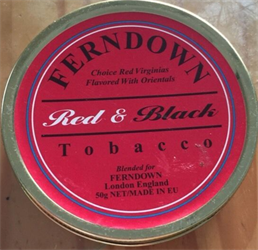 FERNDOWN
Choice Red Virginias
Flavored With Orientals
Red & Black
Tobacco
Blended for
FERNDOWN
London England
50g NET/MADE IN EU